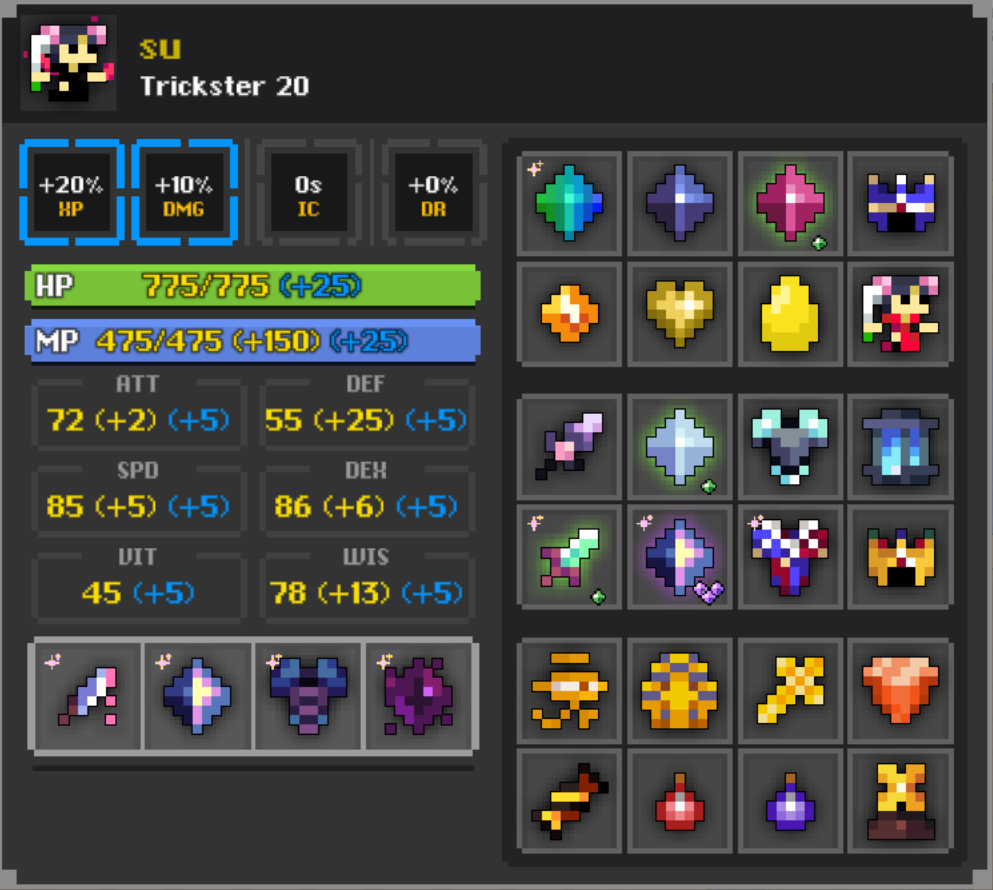 su
Trickster 20
+20% XP
+10% DMG
0s IC
+0% DR
HP 775/775 (+25)
MP 475/475 (+150) (+25)
ATT
72 (+2) (+5)
DEF
55 (+25) (+5)
SPD
85 (+5) (+5)
DEX
86 (+6) (+5)
VIT
45 (+5)
WIS
78 (+13) (+5)